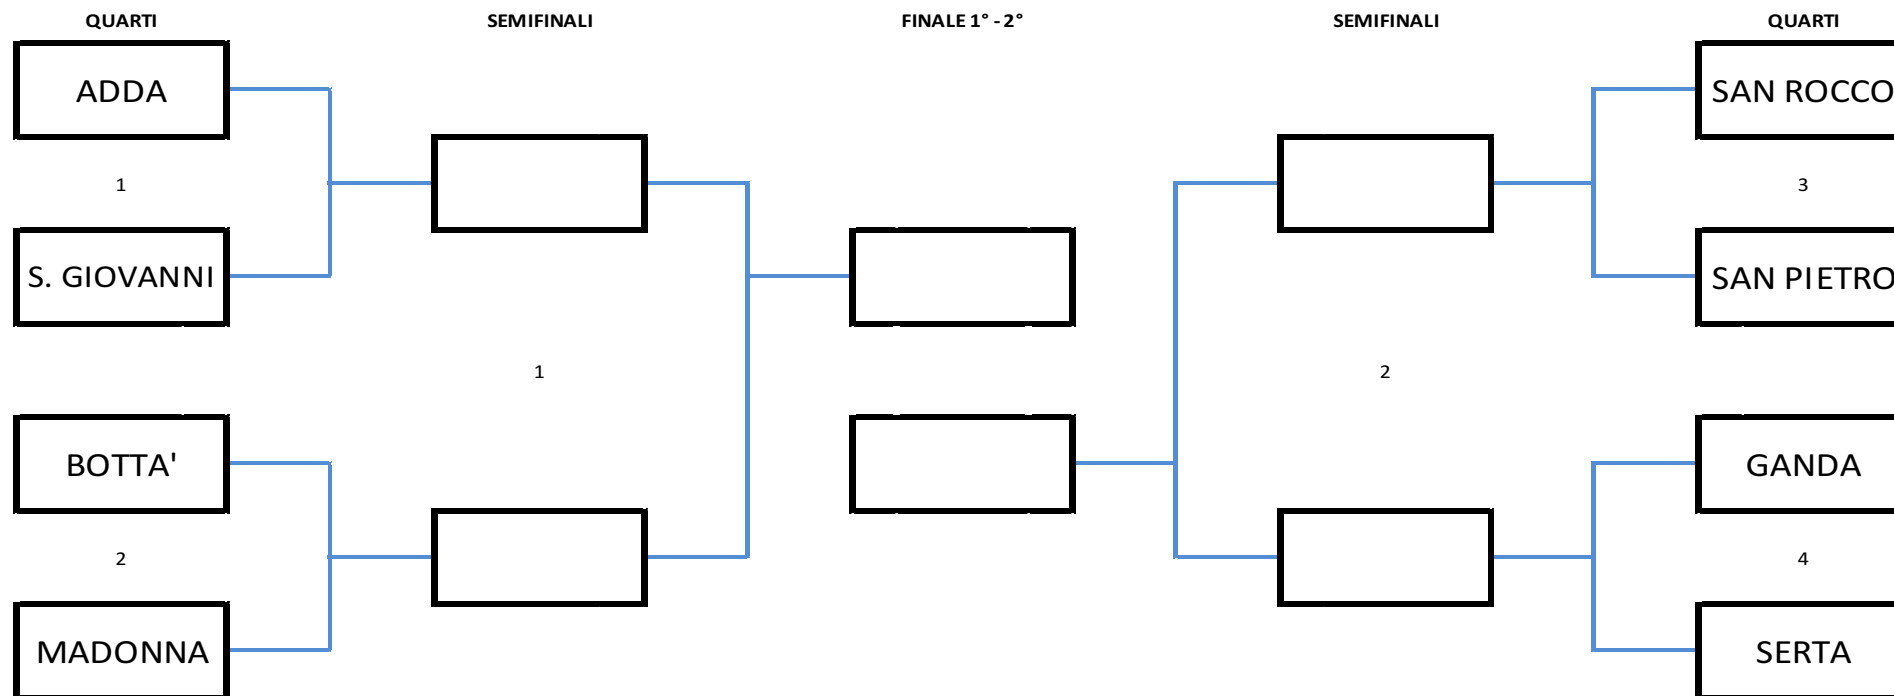 QUARTI SEMIFINALI FINALE 1° - 2° SEMIFINALI QUARTI
ADDA SAN ROCCO
1 3
S. GIOVANNI SAN PIETRO
1 2
BOTTA' GANDA
2 4
MADONNA SERTA